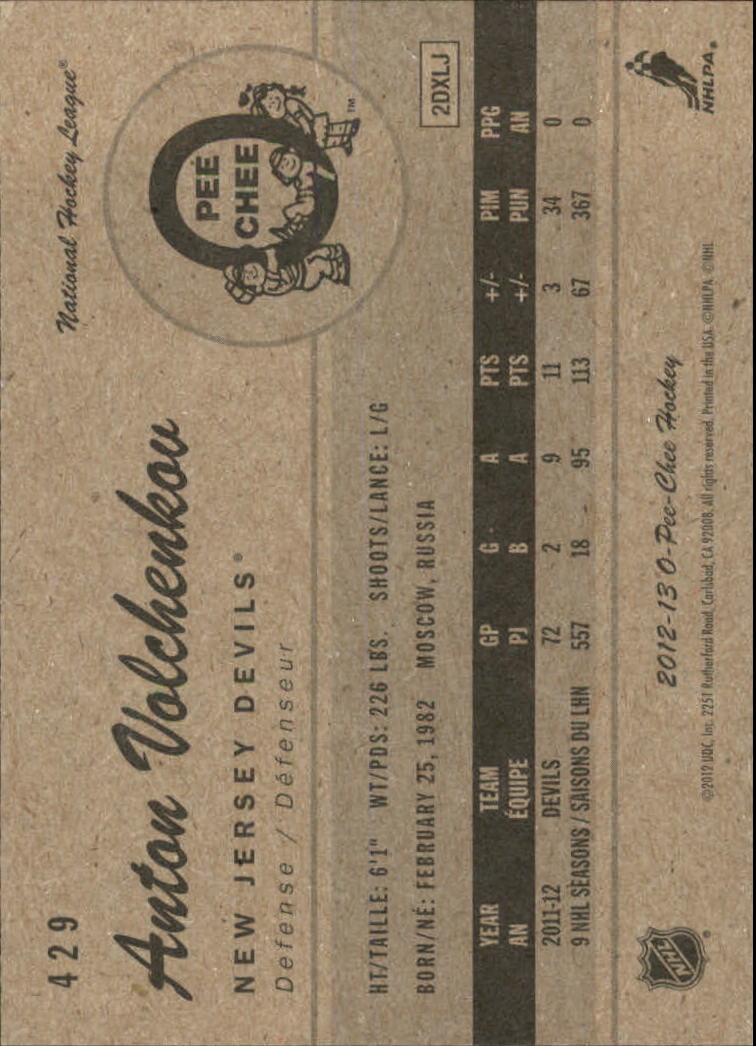 429
National Hockey League®
Anton Volchenkov
NEW JERSEY DEVILS®
Defense / Défenseur
O
PEE
CHEE
TM
HT/TAILLE: 6'1" WT/PDS: 226 LBS. SHOOTS/LANCE: L/G
BORN/NÉ: FEBRUARY 25, 1982 MOSCOW, RUSSIA
2DXLJ
YEAR TEAM GP G A PTS +/- PIM PPG
AN ÉQUIPE PJ B A PTS +/- PUN AN
2011-12 DEVILS 72 2 9 11 3 34 0
9 NHL SEASONS / SAISONS DU LHN 557 18 95 113 67 367 0
NHL®
2012-13 O-Pee-Chee Hockey
©2012 UDC, Inc. 2251 Rutherford Road, Carlsbad, CA 92008. All rights reserved. Printed in the USA. ©NHLPA ©NHL
NHLPA®